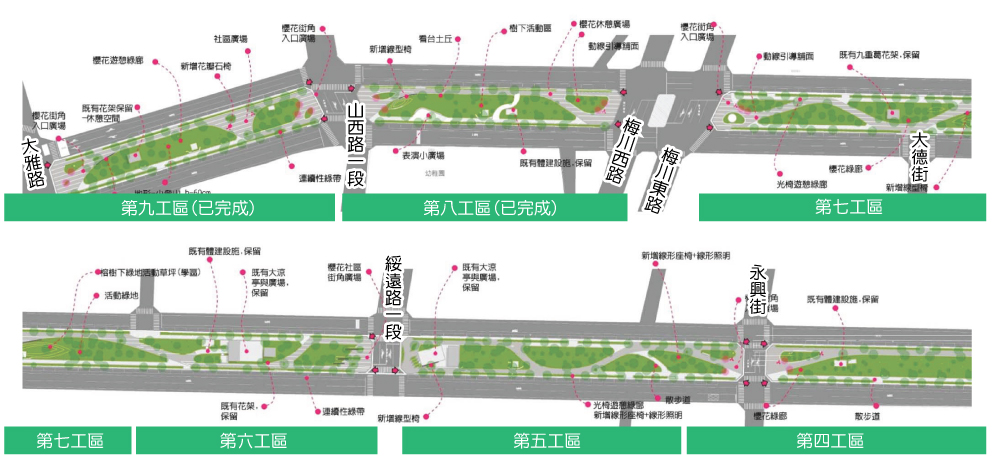 櫻花街角
入口廣場
社區廣場
櫻花遊憩綠廊
新增花瓣石椅
既有花架保留
-休憩空間
櫻花街角
入口廣場
大雅路
連續性綠帶
山西路一段
新增線型椅
看台土丘
樹下活動區
櫻花休憩廣場
動線引導鋪面
表演小廣場
幼稚園
既有體建設施.保留
梅川西路
梅川東路
櫻花街角
入口廣場
動線引導鋪面
既有九重葛花架.保留
光椅遊憩綠廊
櫻花綠廊
大德街
新增線型椅
第九工區(已完成)
第八工區(已完成)
第七工區
榕樹下綠地活動草坪(學區)
活動綠地
既有體建設施.保留
既有大涼
亭與廣場.
保留
櫻花社區
街角廣場
綏遠路一段
既有大涼
亭與廣場.
保留
新增線形座椅+線形照明
永興街
既有體建設施.保留
既有花架.
保留
連續性綠帶
新增線型椅
光椅遊憩綠廊
新增線形座椅+線形照明
散步道
櫻花綠廊
散步道
第七工區
第六工區
第五工區
第四工區